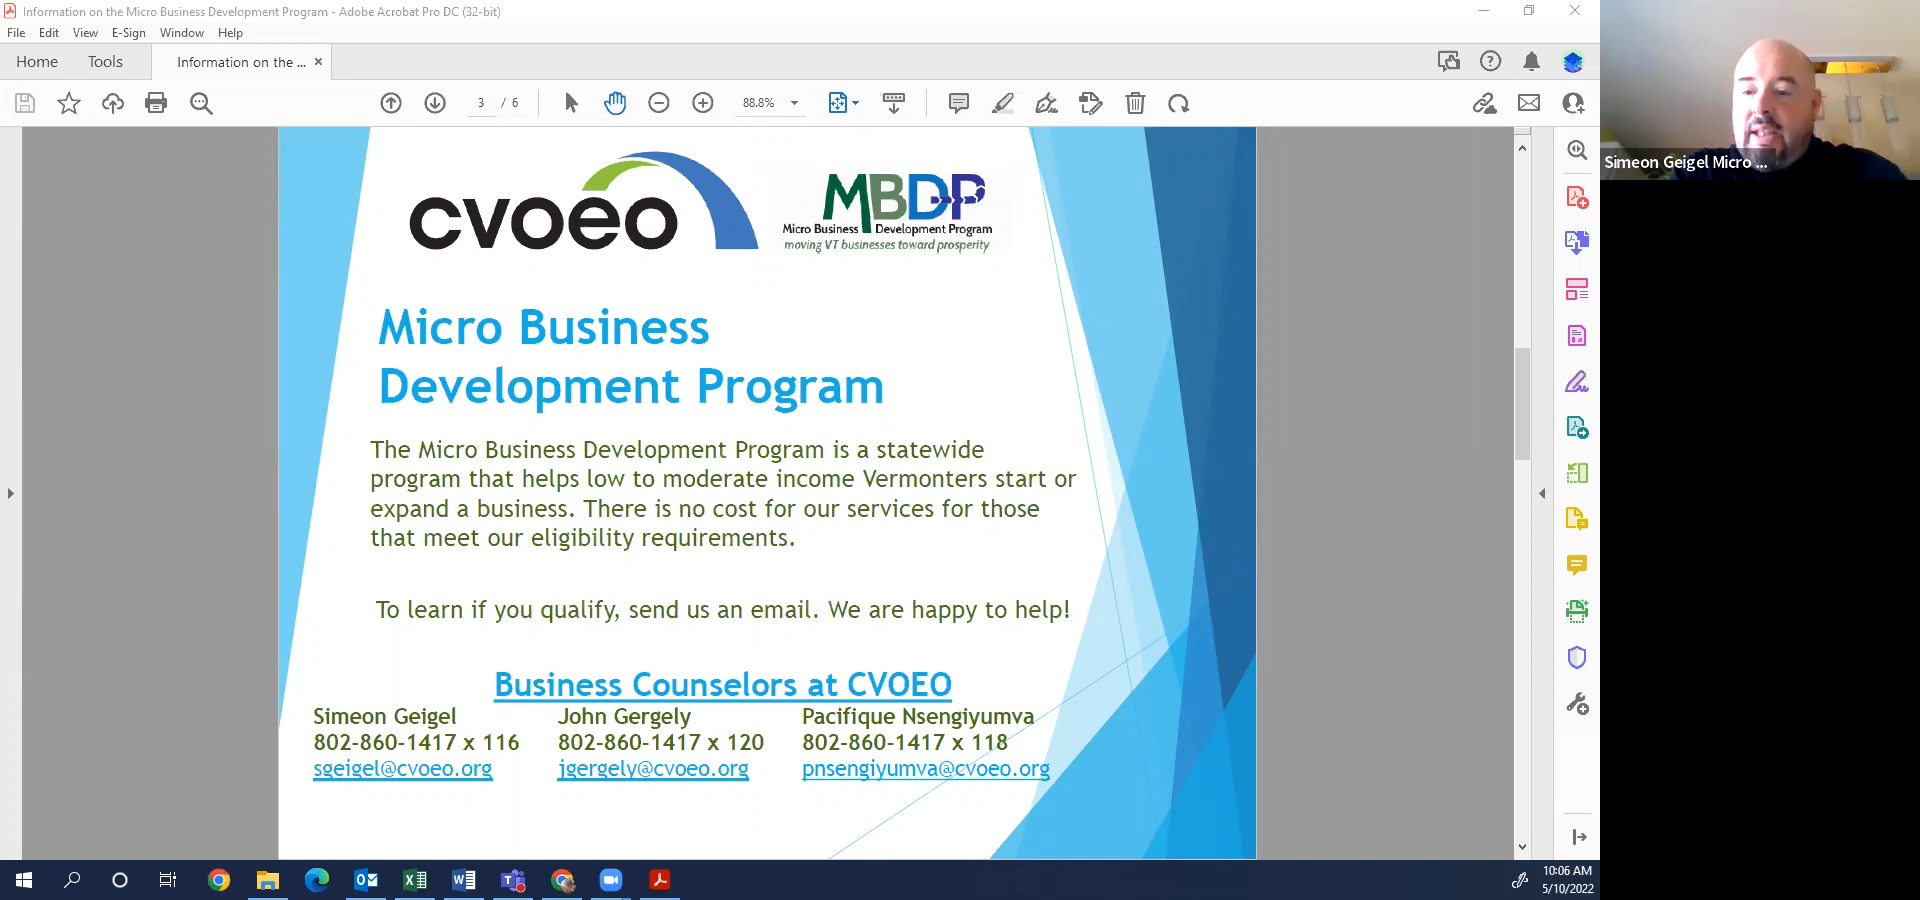 Information on the Micro Business Development Program - Adobe Acrobat Pro DC (32-bit)
File Edit View E-Sign Window Help
Home Tools Information on the ... ×
3 / 6 88.8%
cvoeo
MBDP
Micro Business Development Program
moving VT businesses toward prosperity
Micro Business
Development Program
The Micro Business Development Program is a statewide
program that helps low to moderate income Vermonters start or
expand a business. There is no cost for our services for those
that meet our eligibility requirements.
To learn if you qualify, send us an email. We are happy to help!
Business Counselors at CVOEO
Simeon Geigel John Gergely Pacifique Nsengiyumva
802-860-1417 x 116 802-860-1417 x 120 802-860-1417 x 118
sgeigel@cvoeo.org jgergely@cvoeo.org pnsengiyumva@cvoeo.org
Simeon Geigel Micro ...
10:06 AM
5/10/2022